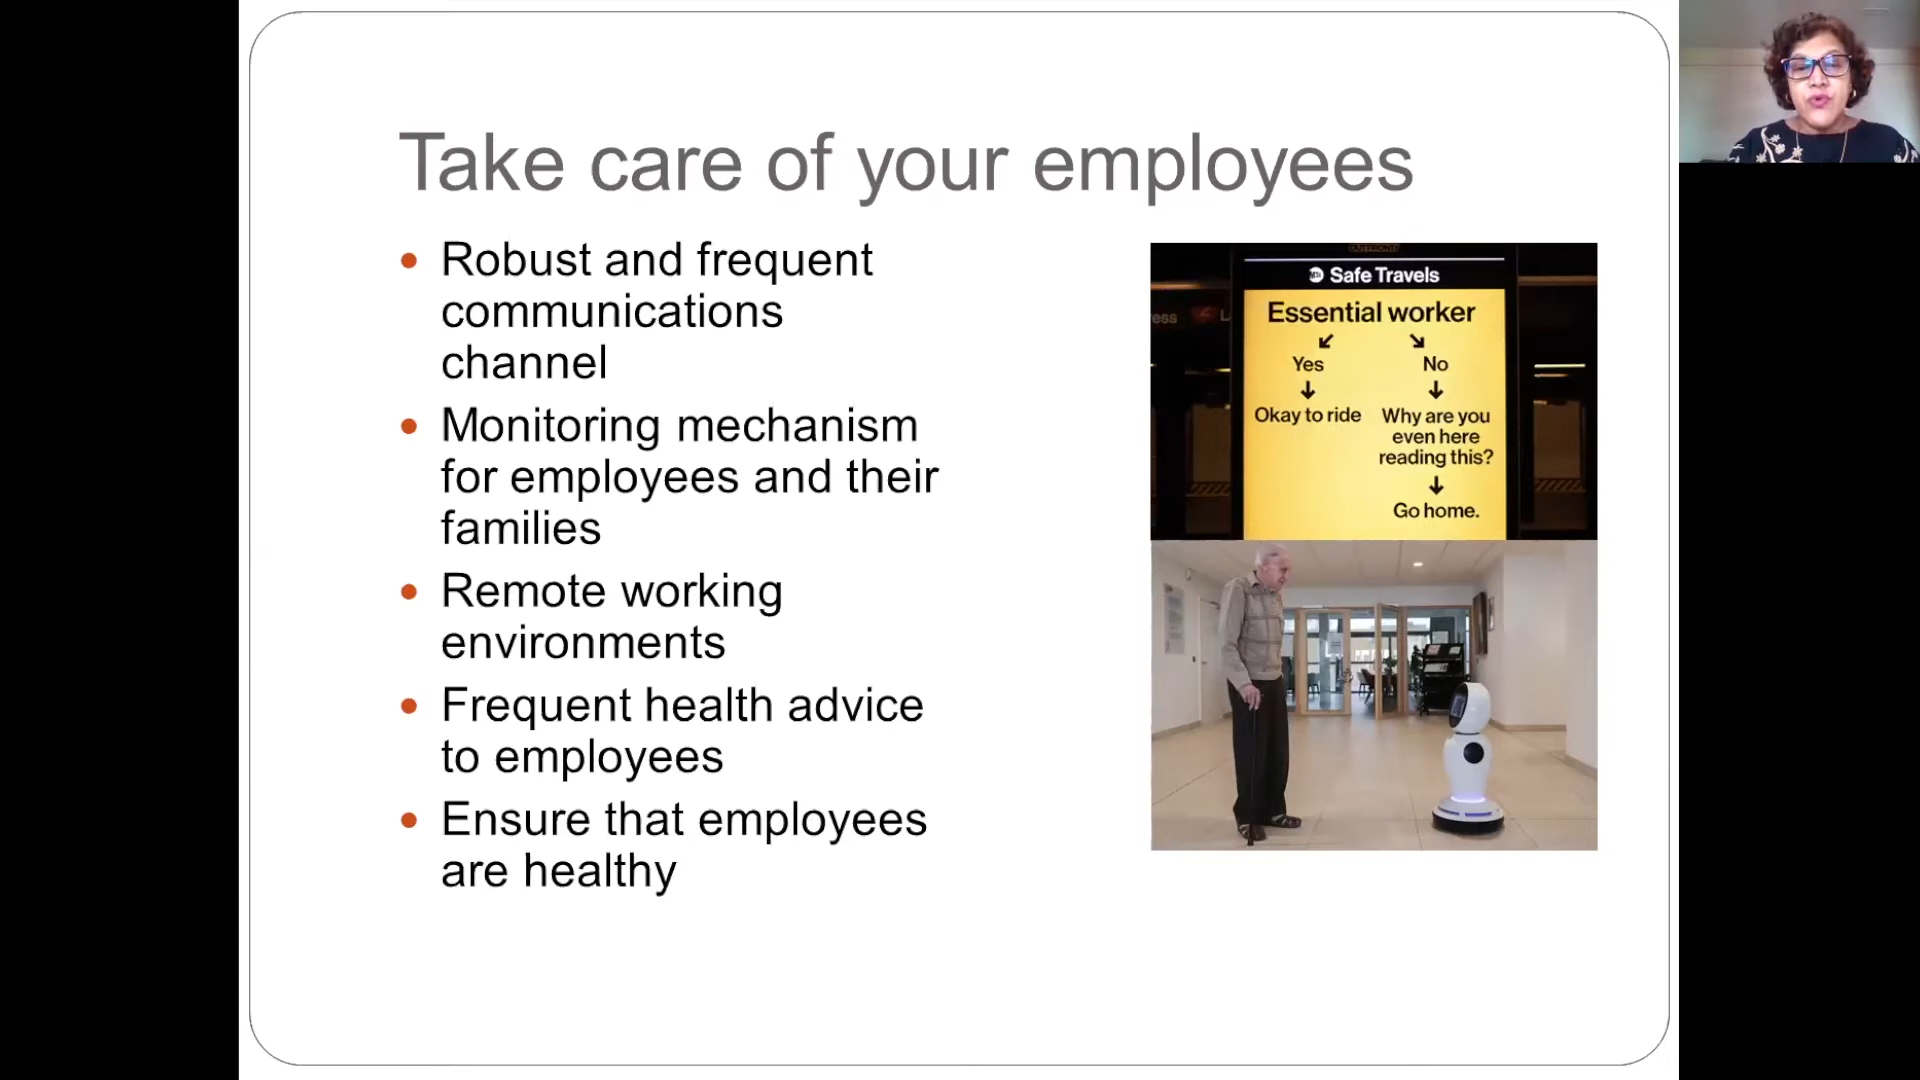 Take care of your employees
• Robust and frequent
communications
channel
• Monitoring mechanism
for employees and their
families
• Remote working
environments
• Frequent health advice
to employees
• Ensure that employees
are healthy
OUTFRONT/
MTA Safe Travels
Essential worker
↙ ↘
Yes No
↓ ↓
Okay to ride
Why are you
even here
reading this?
↓
Go home.